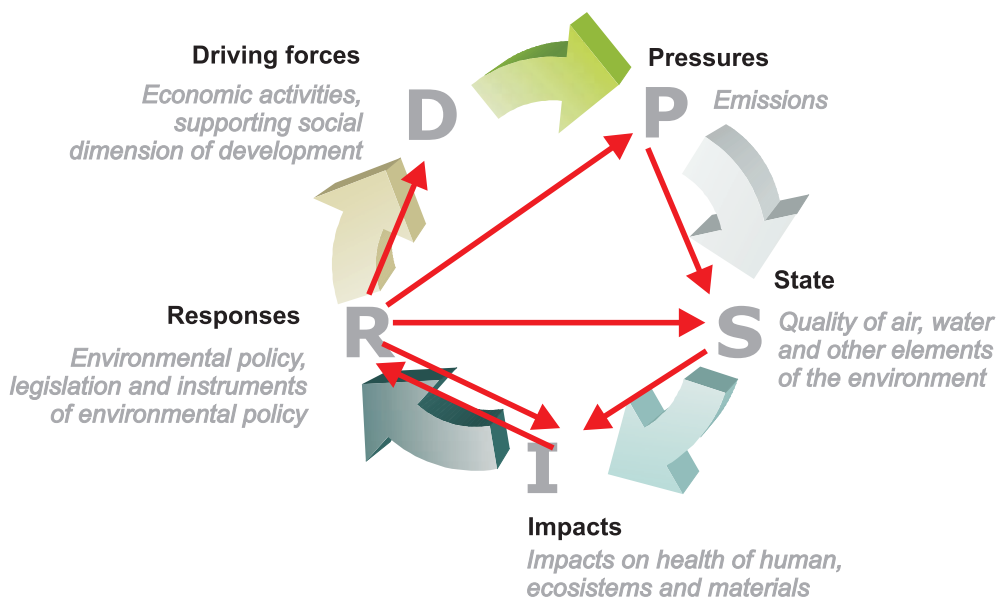 Driving forces
Economic activities,
supporting social
dimension of development
D
Pressures
P
Emissions
State
S
Quality of air, water
and other elements
of the environment
Responses
R
Environmental policy,
legislation and instruments
of environmental policy
I
Impacts
Impacts on health of human,
ecosystems and materials